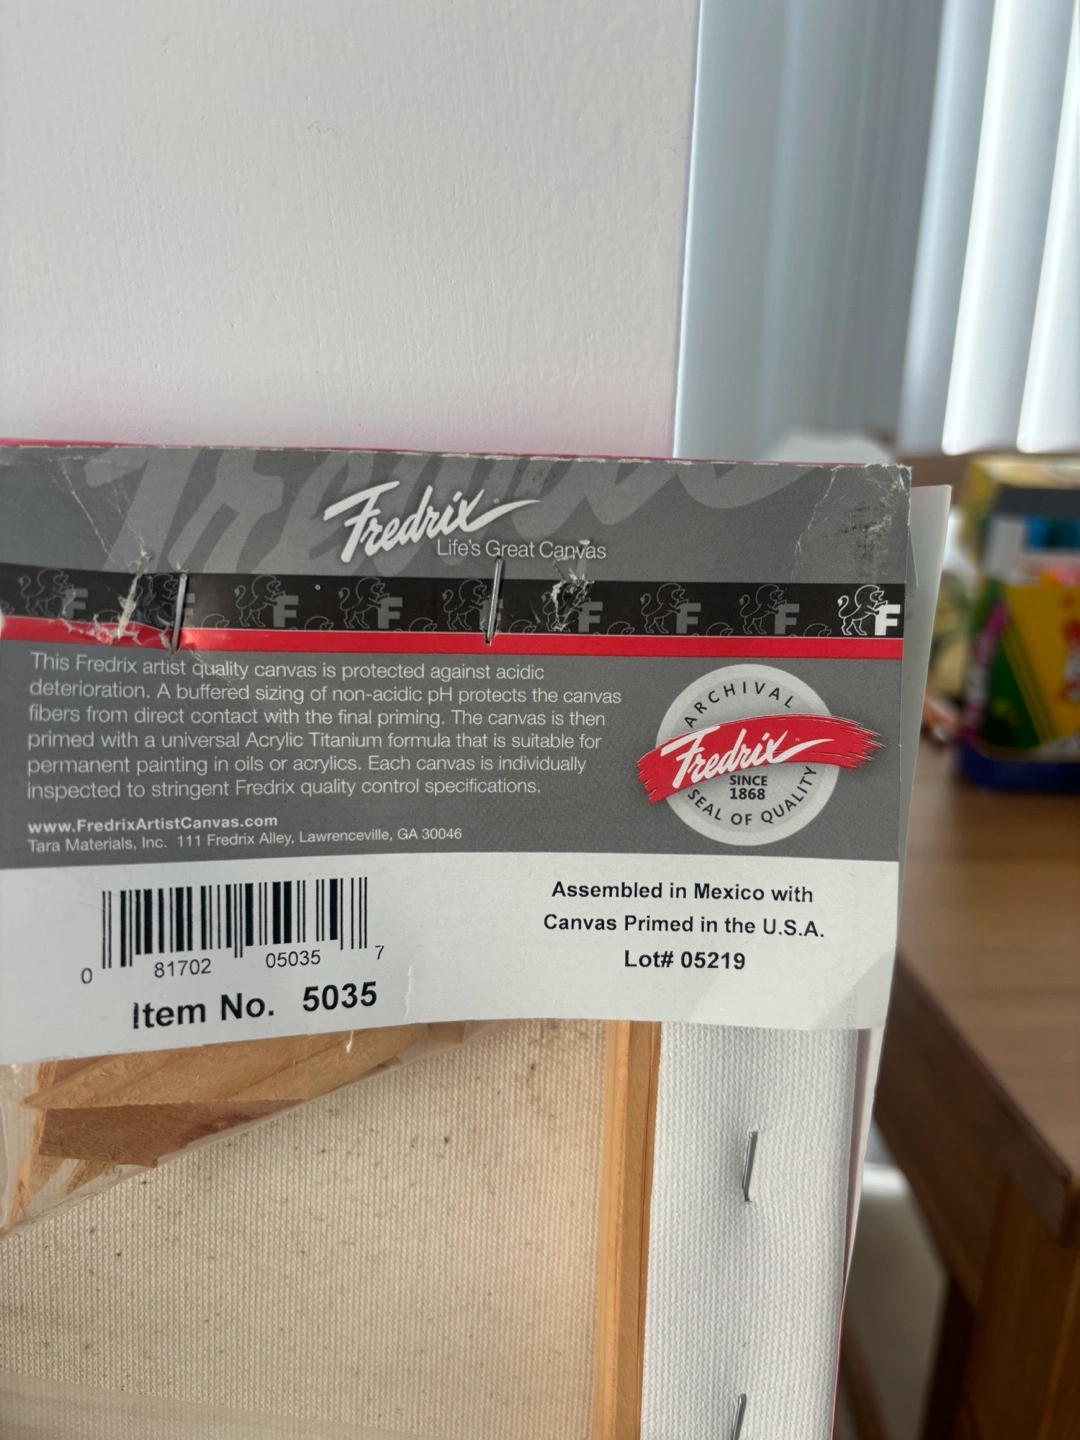 Fredrix
Life's Great Canvas
F F F F F F F F
This Fredrix artist quality canvas is protected against acidic
deterioration. A buffered sizing of non-acidic pH protects the canvas
fibers from direct contact with the final priming. The canvas is then
primed with a universal Acrylic Titanium formula that is suitable for
permanent painting in oils or acrylics. Each canvas is individually
inspected to stringent Fredrix quality control specifications.
www.FredrixArtistCanvas.com
Tara Materials, Inc. 111 Fredrix Alley, Lawrenceville, GA 30046
ARCHIVAL
Fredrix
SINCE
1868
SEAL OF QUALITY
0 81702 05035 7
Item No. 5035
Assembled in Mexico with
Canvas Primed in the U.S.A.
Lot# 05219